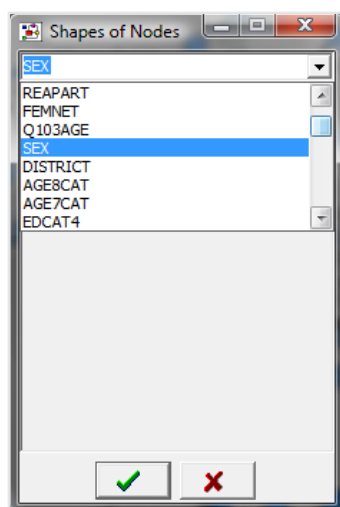 Shapes of Nodes
SEX
REAPART
FEMNET
Q103AGE
SEX
DISTRICT
AGE8CAT
AGE7CAT
EDCAT4